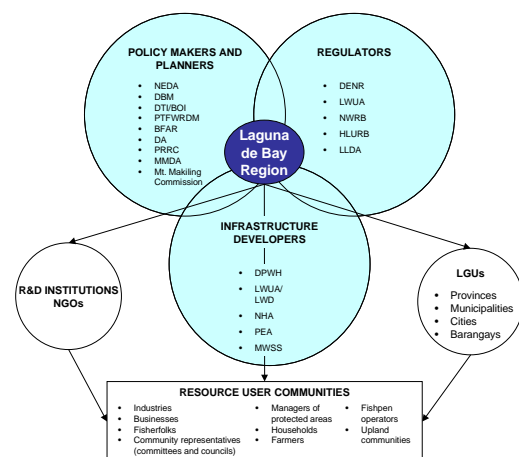 POLICY MAKERS AND
PLANNERS
• NEDA
• DBM
• DTI/BOI
• PTFWRDM
• BFAR
• DA
• PRRC
• MMDA
• Mt. Makiling
Commission
REGULATORS
• DENR
• LWUA
• NWRB
• HLURB
• LLDA
Laguna
de Bay
Region
INFRASTRUCTURE
DEVELOPERS
• DPWH
• LWUA/
LWD
• NHA
• PEA
• MWSS
R&D INSTITUTIONS
NGOs
LGUs
• Provinces
• Municipalities
• Cities
• Barangays
RESOURCE USER COMMUNITIES
• Industries
• Businesses
• Fisherfolks
• Community representatives
(committees and councils)
• Managers of
protected areas
• Households
• Farmers
• Fishpen
operators
• Upland
communities